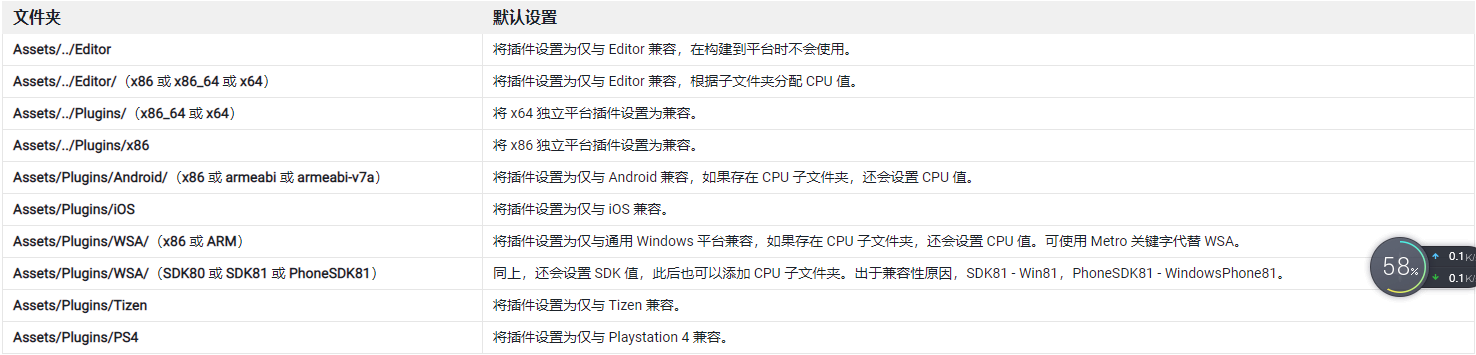 文件夹 默认设置
Assets/../Editor 将插件设置为仅与 Editor 兼容，在构建到平台时不会使用。
Assets/../Editor/（x86 或 x86_64 或 x64） 将插件设置为仅与 Editor 兼容，根据子文件夹分配 CPU 值。
Assets/../Plugins/（x86_64 或 x64） 将 x64 独立平台插件设置为兼容。
Assets/../Plugins/x86 将 x86 独立平台插件设置为兼容。
Assets/Plugins/Android/（x86 或 armeabi 或 armeabi-v7a） 将插件设置为仅与 Android 兼容，如果存在 CPU 子文件夹，还会设置 CPU 值。
Assets/Plugins/iOS 将插件设置为仅与 iOS 兼容。
Assets/Plugins/WSA/（x86 或 ARM） 将插件设置为仅与通用 Windows 平台兼容，如果存在 CPU 子文件夹，还会设置 CPU 值。可使用 Metro 关键字代替 WSA。
Assets/Plugins/WSA/（SDK80 或 SDK81 或 PhoneSDK81） 同上，还会设置 SDK 值，此后也可以添加 CPU 子文件夹。出于兼容性原因，SDK81 - Win81，PhoneSDK81 - WindowsPhone81。
58% 0.1K/
0.1K/
Assets/Plugins/Tizen 将插件设置为仅与 Tizen 兼容。
Assets/Plugins/PS4 将插件设置为仅与 Playstation 4 兼容。